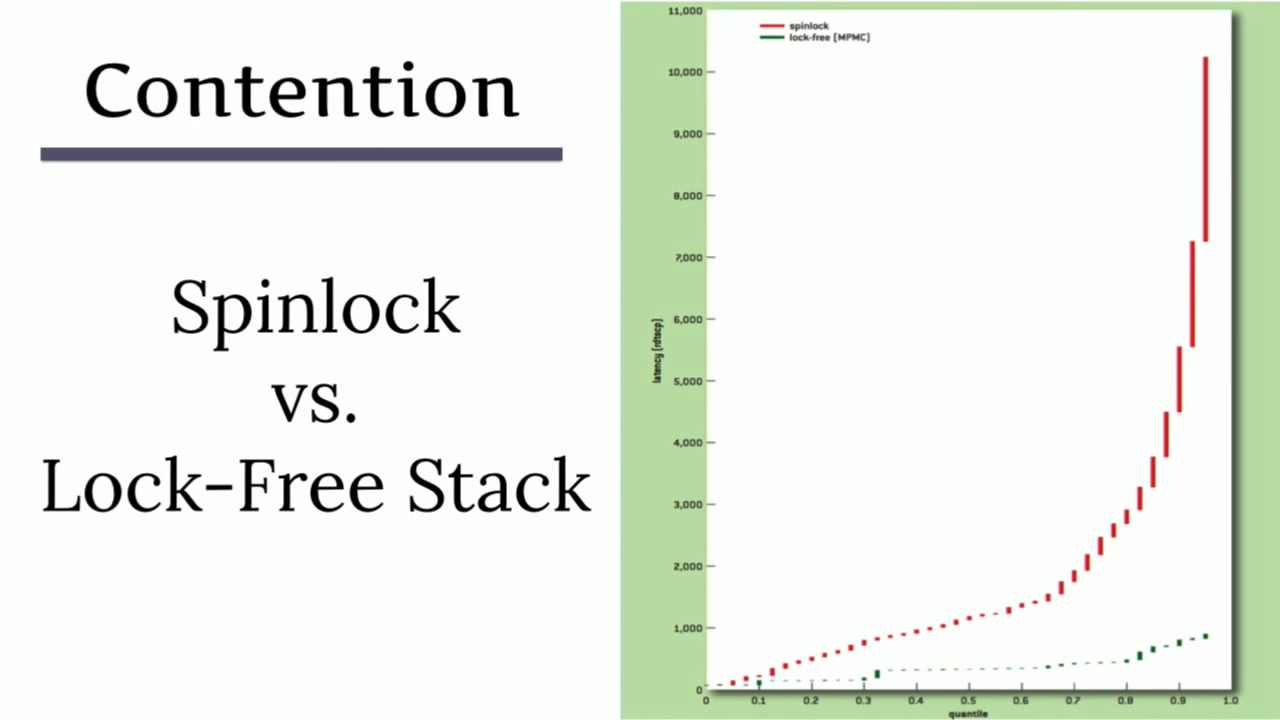 Contention
Spinlock
vs.
Lock-Free Stack
spinlock
lock-free [MPMC]
11,000
10,000
9,000
8,000
7,000
6,000
5,000
4,000
3,000
2,000
1,000
0
latency [rdtscp]
0 0.1 0.2 0.3 0.4 0.5 0.6 0.7 0.8 0.9 1.0
quantile